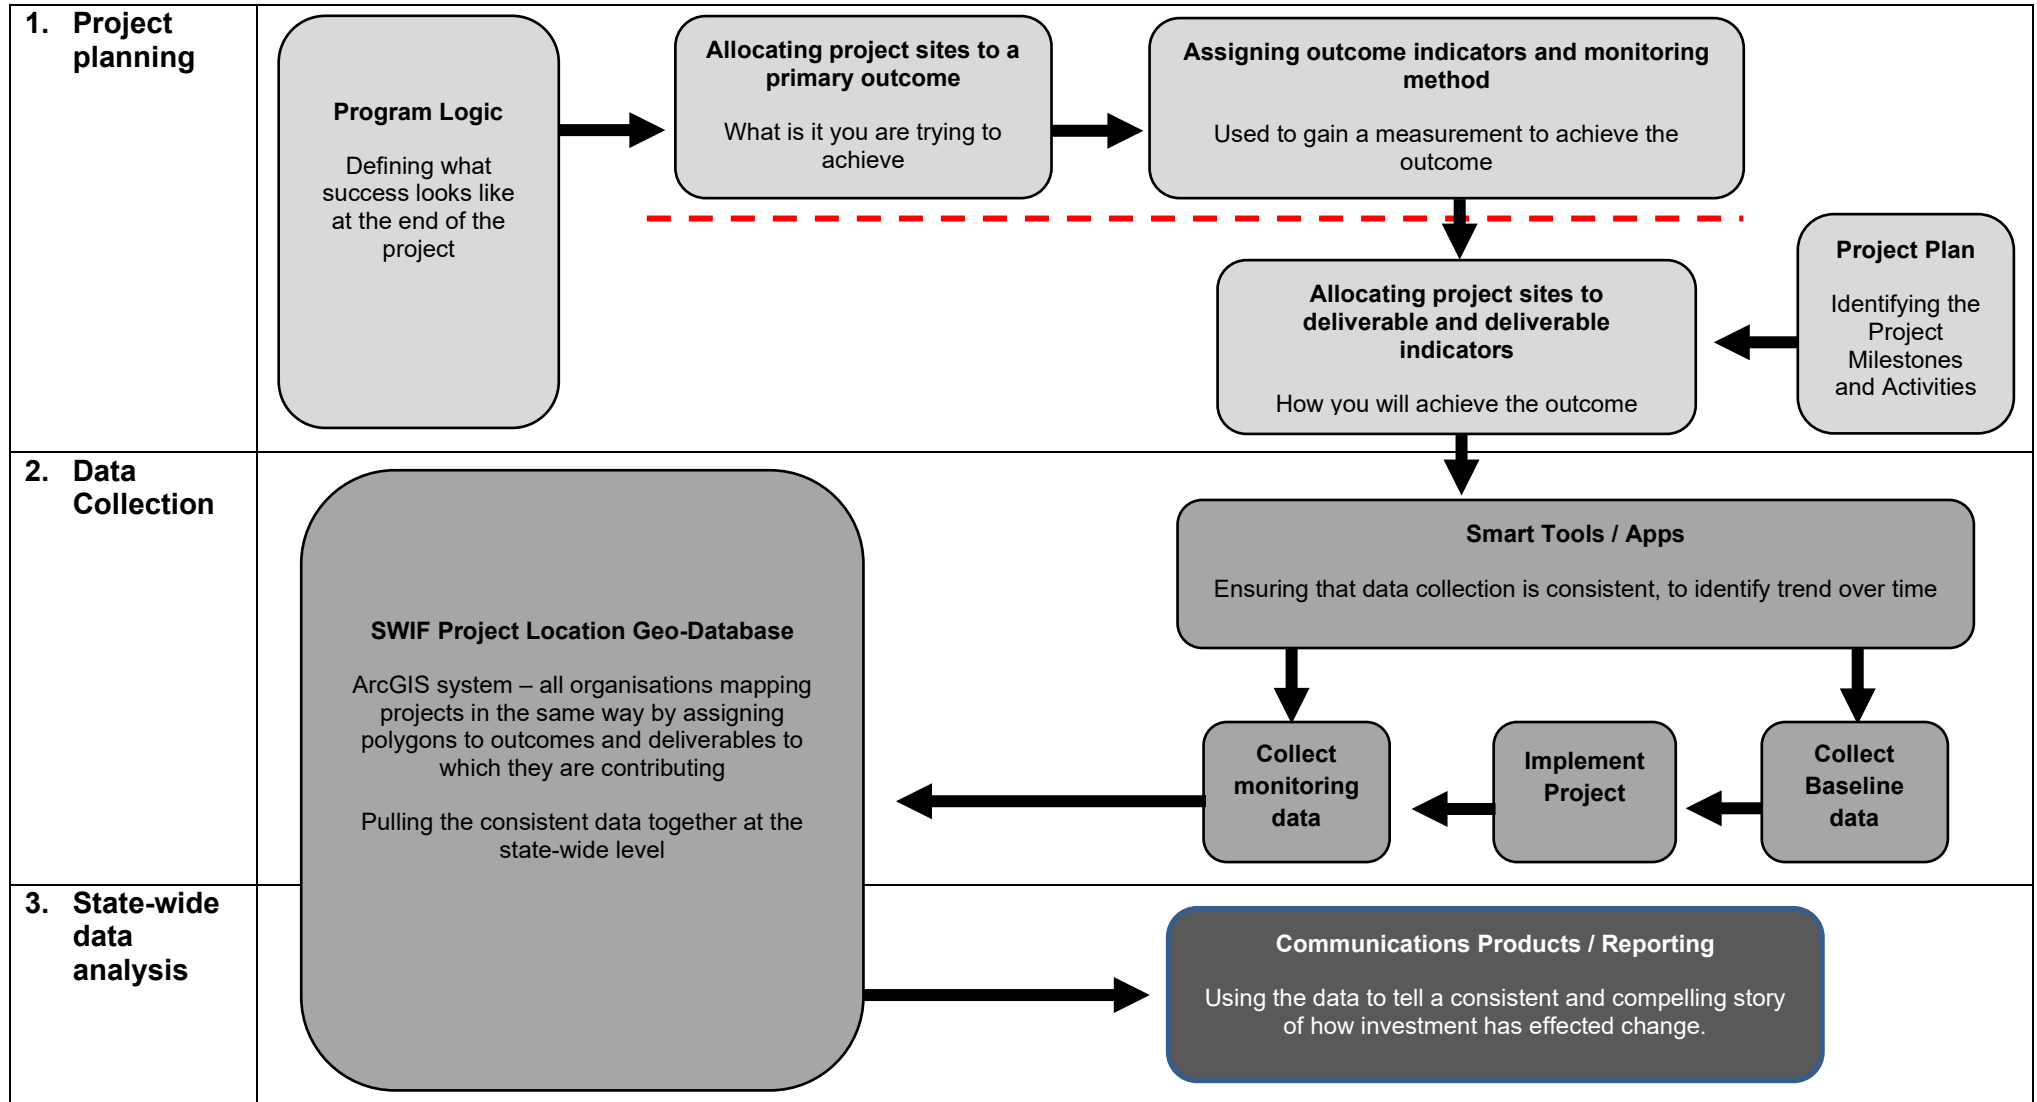 1. Project
planning
Program Logic
Defining what
success looks like
at the end of the
project
Allocating project sites to a
primary outcome
What is it you are trying to
achieve
Assigning outcome indicators and monitoring
method
Used to gain a measurement to achieve the
outcome
Allocating project sites to
deliverable and deliverable
indicators
How you will achieve the outcome
Project Plan
Identifying the
Project
Milestones
and Activities
2. Data
Collection
SWIF Project Location Geo-Database
ArcGIS system – all organisations mapping
projects in the same way by assigning
polygons to outcomes and deliverables to
which they are contributing
Pulling the consistent data together at the
state-wide level
Smart Tools / Apps
Ensuring that data collection is consistent, to identify trend over time
Collect
monitoring
data
Implement
Project
Collect
Baseline
data
3. State-wide
data
analysis
Communications Products / Reporting
Using the data to tell a consistent and compelling story
of how investment has effected change.